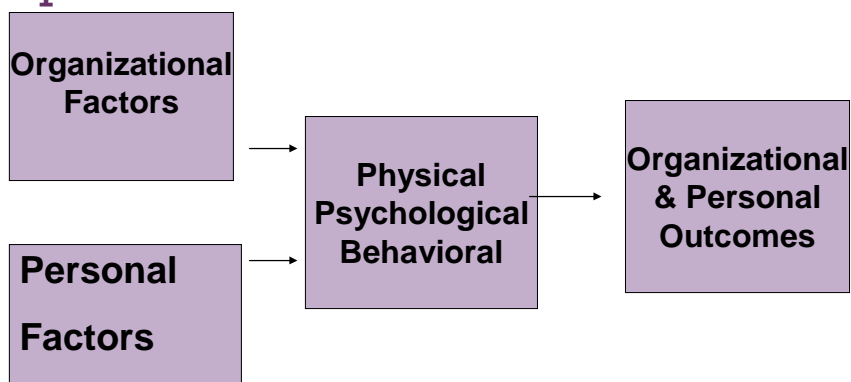 Organizational
Factors
Physical
Psychological
Behavioral
Organizational
& Personal
Outcomes
Personal
Factors